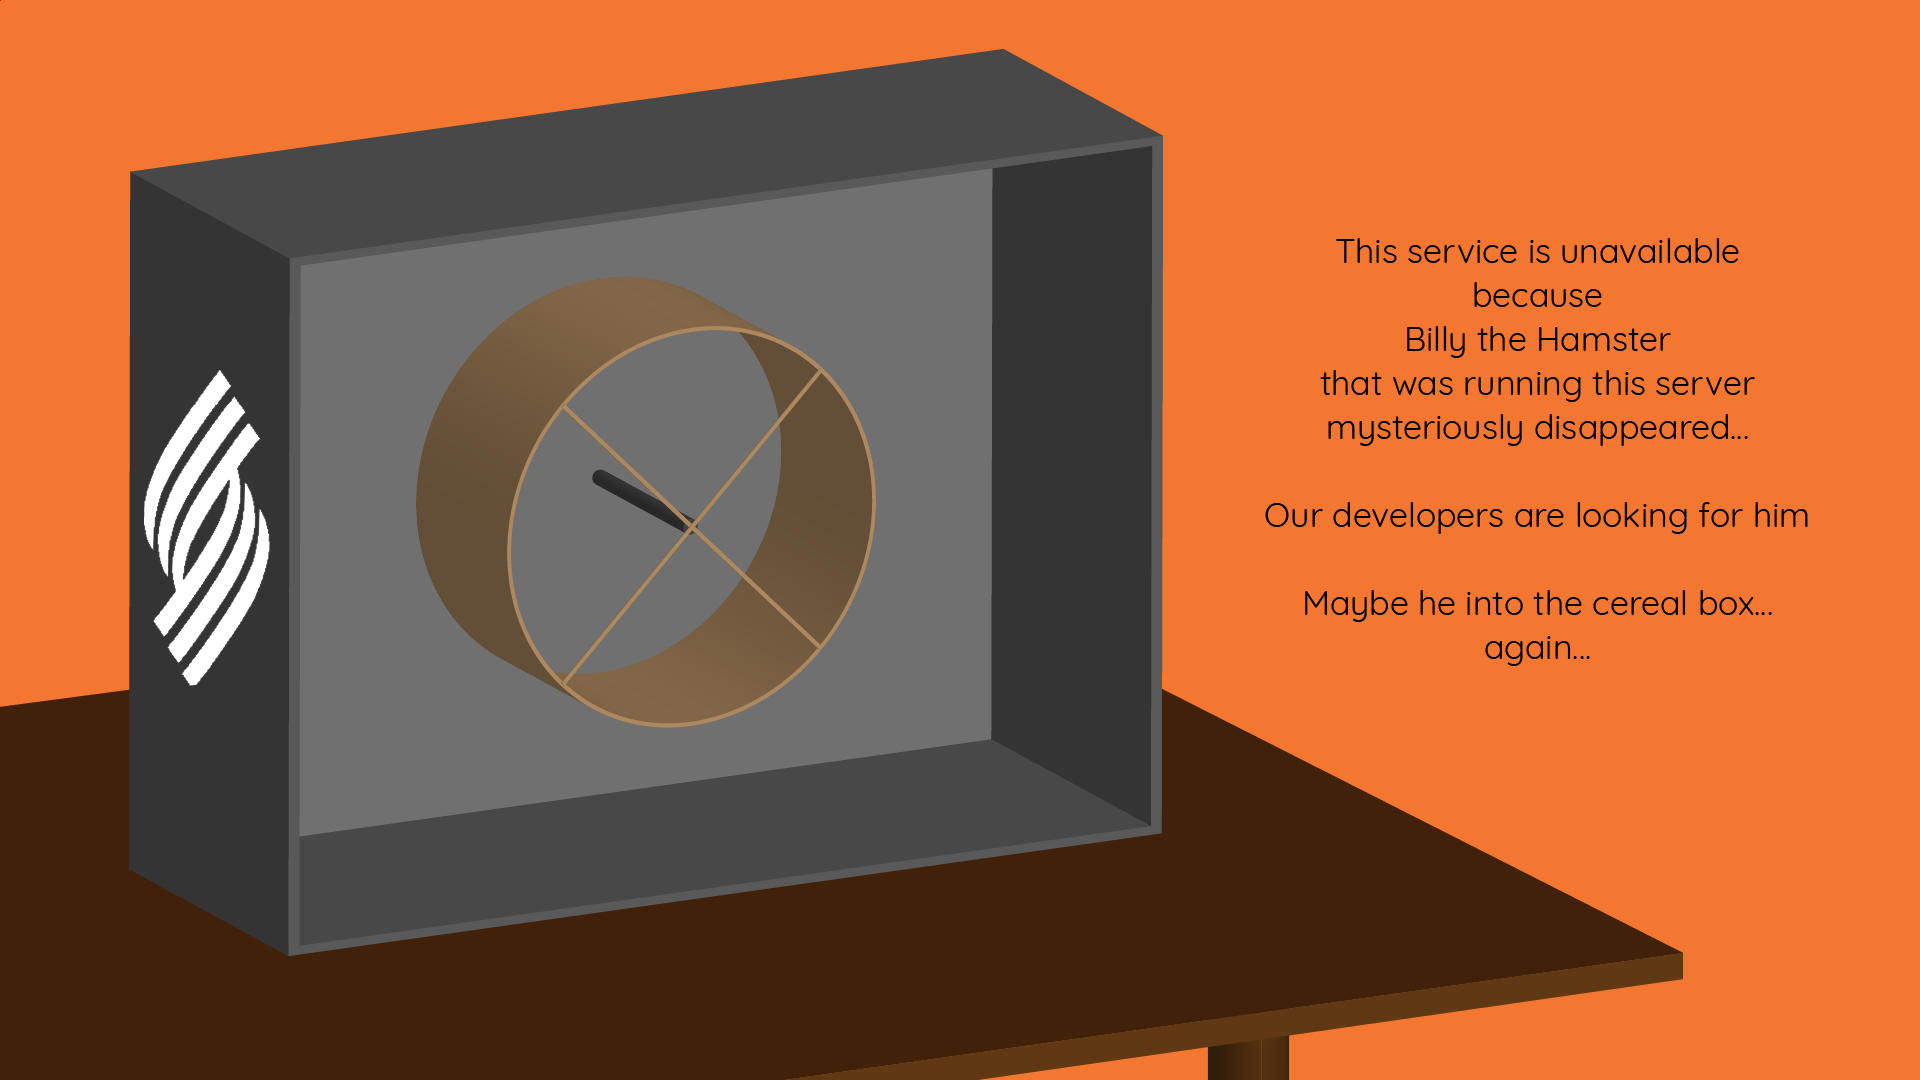 This service is unavailable
because
Billy the Hamster
that was running this server
mysteriously disappeared...
Our developers are looking for him
Maybe he into the cereal box...
again...